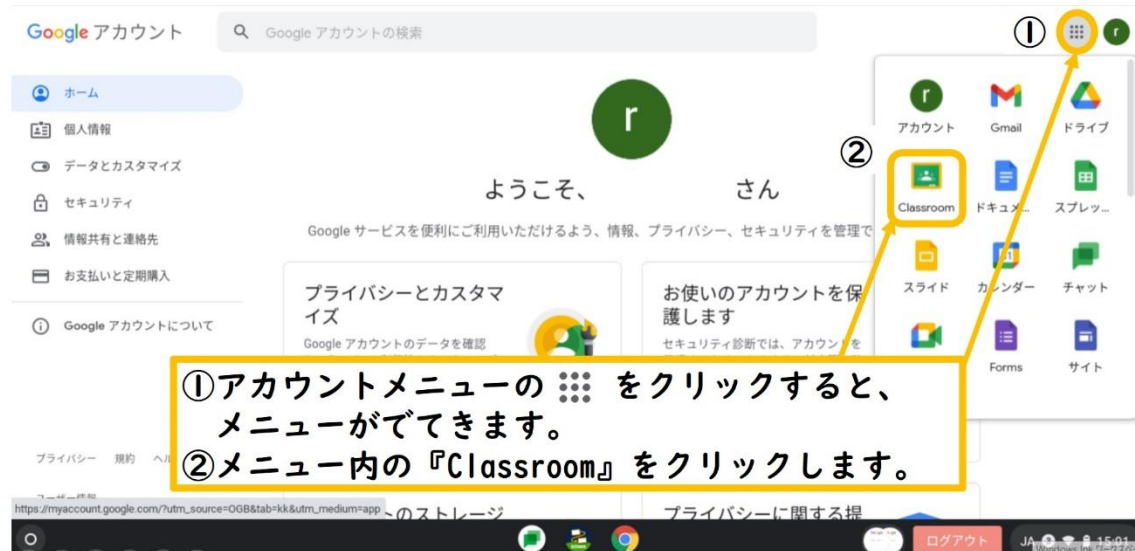 Google アカウント
Google アカウントの検索
①
r
ホーム
個人情報
データとカスタマイズ
セキュリティ
情報共有と連絡先
お支払いと定期購入
Google アカウントについて
r
ようこそ、 さん
Google サービスを便利にご利用いただけるよう、情報、プライバシー、セキュリティを管理で
プライバシーとカスタマ
イズ
Google アカウントのデータを確認
お使いのアカウントを保
護します
セキュリティ診断では、アカウントを
②
r
アカウント Gmail ドライブ
Classroom ドキュメ... スプレッ...
スライド カレンダー チャット
Forms サイト
①アカウントメニューの をクリックすると、
メニューがでてきます。
②メニュー内の『Classroom』をクリックします。
プライバシー 規約
https://myaccount.google.com/?utm_source=OGB&tab=kk&utm_medium=app
のストレージ
プライバシーに関する提
ログアウト
JA
15:01